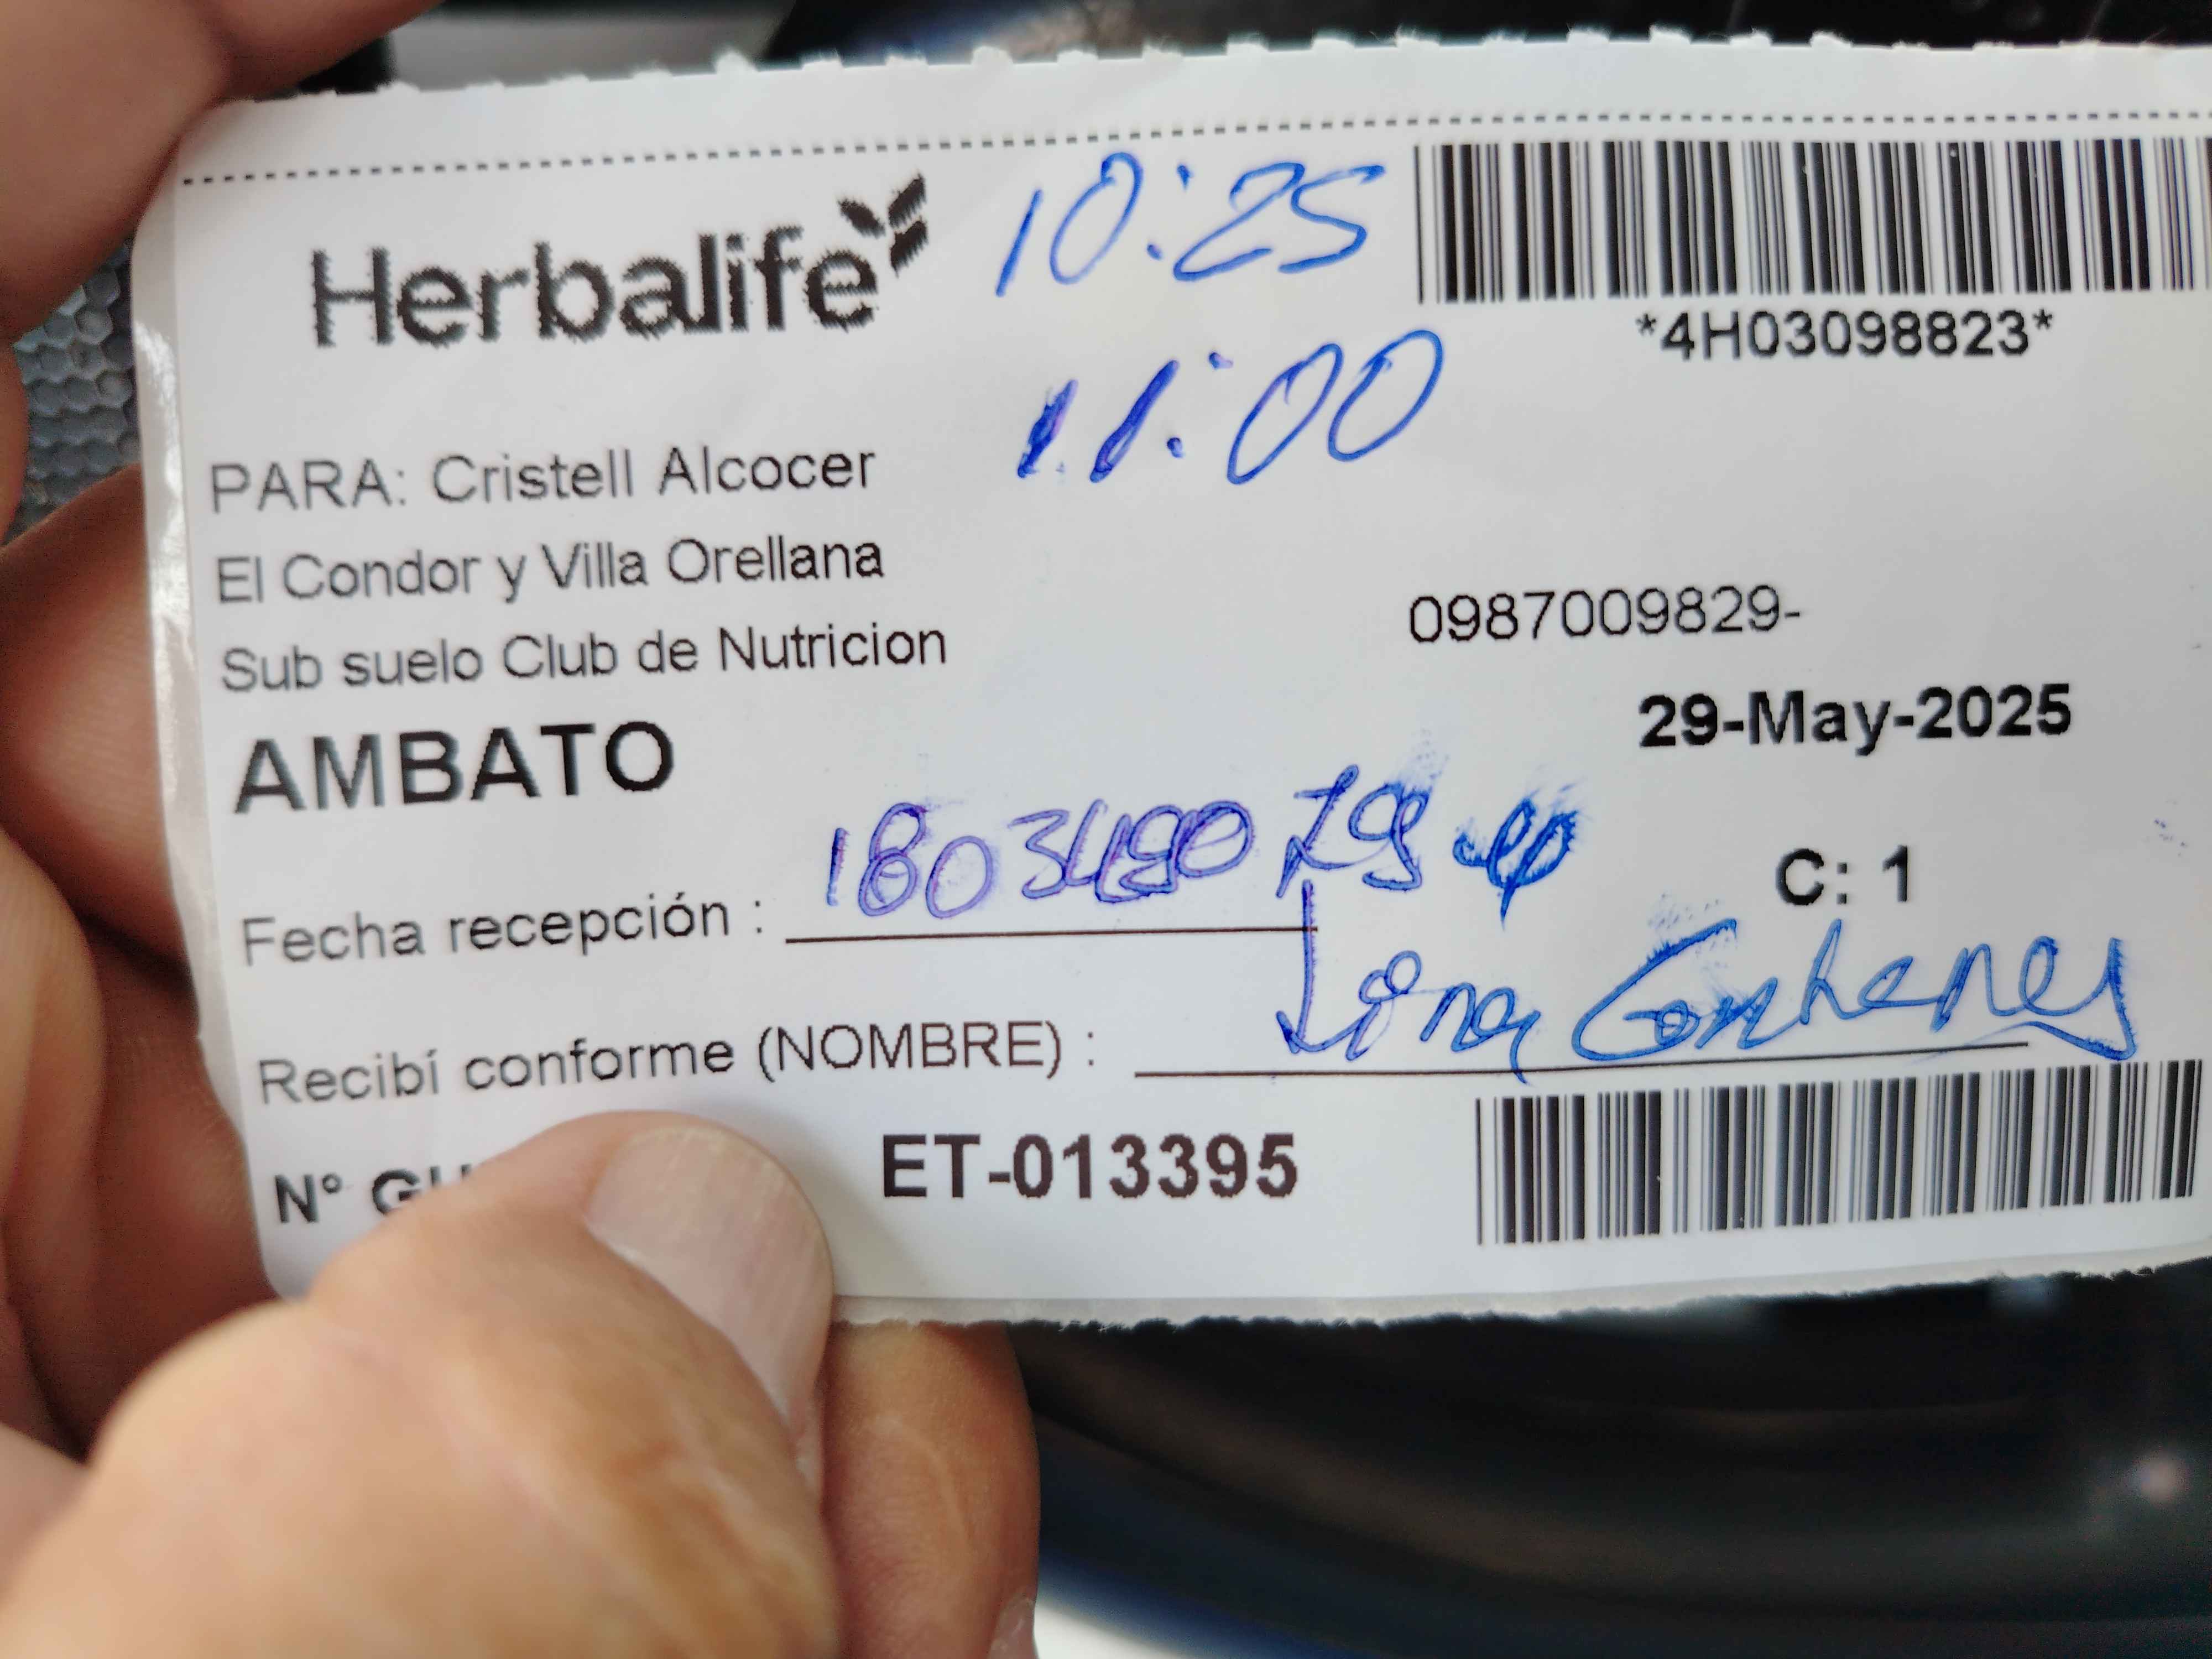 Herbalife
10:25
*4H03098823*
11:00
PARA: Cristell Alcocer
El Condor y Villa Orellana
0987009829-
Sub suelo Club de Nutricion
29-May-2025
AMBATO
C: 1
Fecha recepción :
Recibí conforme (NOMBRE) : Lina
N°
ET-013395